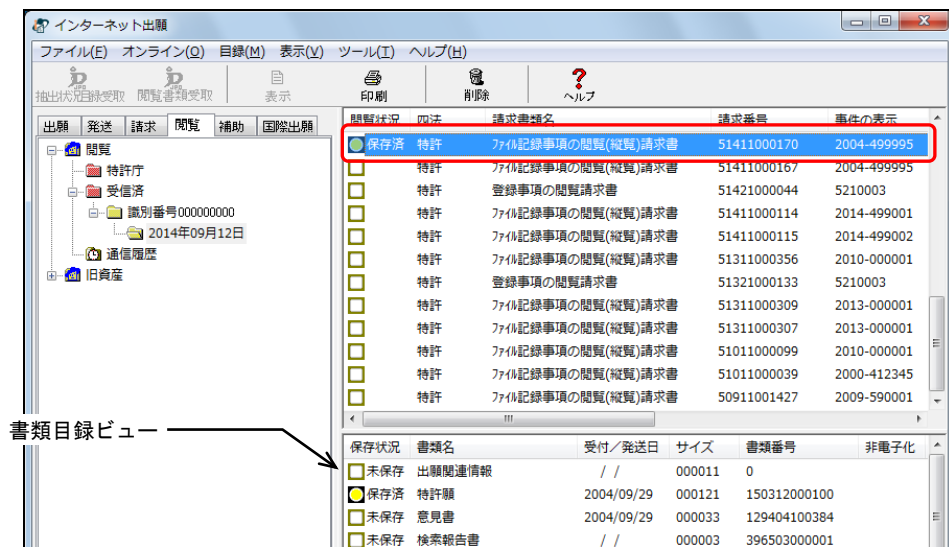 インターネット出願
ファイル(F) オンライン(O) 目録(M) 表示(V) ツール(T) ヘルプ(H)
抽出状況目録受取 閲覧書類受取 表示 印刷 削除 ヘルプ
出願 発送 請求 閲覧 補助 国際出願
閲覧
特許庁
受信済
識別番号000000000
2014年09月12日
通信履歴
旧資産
閲覧状況 四法 請求書類名 請求番号 事件の表示
保存済 特許 ファイル記録事項の閲覧(縦覧)請求書 51411000170 2004-499995
特許 ファイル記録事項の閲覧(縦覧)請求書 51411000167 2004-499995
特許 登録事項の閲覧請求書 51421000044 5210003
特許 ファイル記録事項の閲覧(縦覧)請求書 51411000114 2014-499001
特許 ファイル記録事項の閲覧(縦覧)請求書 51411000115 2014-499002
特許 ファイル記録事項の閲覧(縦覧)請求書 51311000356 2010-000001
特許 登録事項の閲覧請求書 51321000133 5210003
特許 ファイル記録事項の閲覧(縦覧)請求書 51311000309 2013-000001
特許 ファイル記録事項の閲覧(縦覧)請求書 51311000307 2013-000001
特許 ファイル記録事項の閲覧(縦覧)請求書 51011000099 2010-000001
特許 ファイル記録事項の閲覧(縦覧)請求書 51011000039 2000-412345
特許 ファイル記録事項の閲覧(縦覧)請求書 50911001427 2009-590001
書類目録ビュー
保存状況 書類名 受付/発送日 サイズ 書類番号 非電子化
未保存 出願関連情報 / / 000011 0
保存済 特許願 2004/09/29 000121 150312000100
未保存 意見書 2004/09/29 000033 129404100384
未保存 検索報告書 / / 000003 396503000001